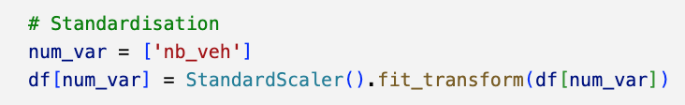 # Standardisation
num_var = ['nb_veh']
df[num_var] = StandardScaler().fit_transform(df[num_var])